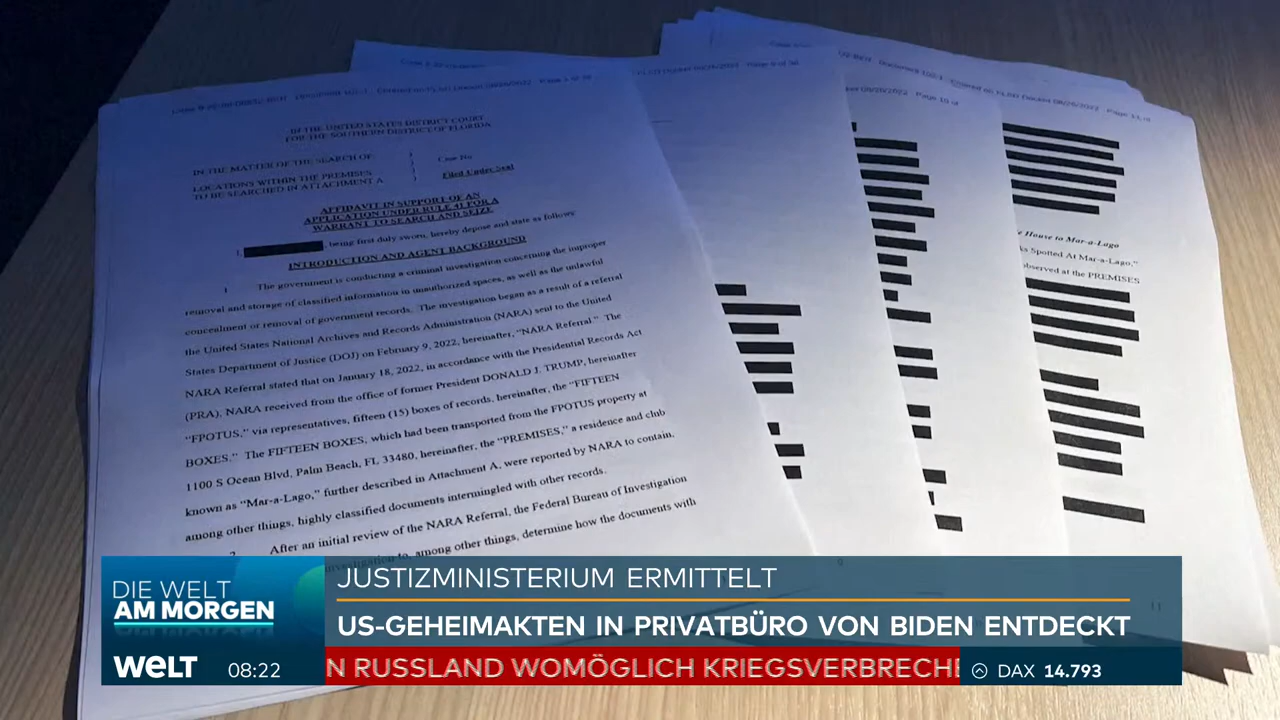 IN THE UNITED STATES DISTRICT COURT
FOR THE SOUTHERN DISTRICT OF FLORIDA
IN THE MATTER OF THE SEARCH OF:
LOCATIONS WITHIN THE PREMISES
TO BE SEARCHED IN ATTACHMENT A
Case No
Filed Under Seal
AFFIDAVIT IN SUPPORT OF AN
APPLICATION UNDER RULE 41 FOR A
WARRANT TO SEARCH AND SEIZE
I, being first duly sworn, hereby depose and state as follows:
INTRODUCTION AND AGENT BACKGROUND
1 The government is conducting a criminal investigation concerning the improper
removal and storage of classified information in unauthorized spaces, as well as the unlawful
concealment or removal of government records. The investigation began as a result of a referral
the United States National Archives and Records Administration (NARA) sent to the United
States Department of Justice (DOJ) on February 9, 2022, hereinafter, "NARA Referral." The
NARA Referral stated that on January 18, 2022, in accordance with the Presidential Records Act
(PRA), NARA received from the office of former President DONALD J. TRUMP, hereinafter
"FPOTUS," via representatives, fifteen (15) boxes of records, hereinafter, the "FIFTEEN
BOXES." The FIFTEEN BOXES, which had been transported from the FPOTUS property at
1100 S Ocean Blvd, Palm Beach, FL 33480, hereinafter, the "PREMISES," a residence and club
known as "Mar-a-Lago," further described in Attachment A, were reported by NARA to contain,
among other things, highly classified documents intermingled with other records.
2 After an initial review of the NARA Referral, the Federal Bureau of Investigation
to, among other things, determine how the documents with
House to Mar-a-Lago
Spotted At Mar-a-Lago,"
observed at the PREMISES
11
DIE WELT
AM MORGEN
JUSTIZMINISTERIUM ERMITTELT
US-GEHEIMAKTEN IN PRIVATBÜRO VON BIDEN ENTDECKT
welt 08:22
N RUSSLAND WOMÖGLICH KRIEGSVERBRECHE
DAX 14.793